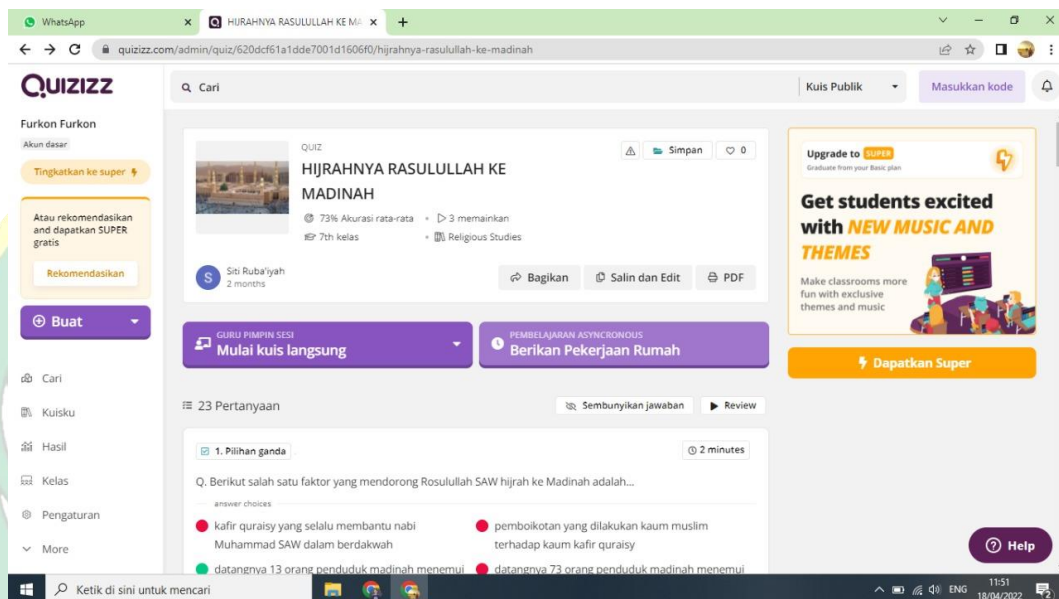 WhatsApp
HIJRAHNYA RASULULLAH KE MA
quizizz.com/admin/quiz/620dcf61a1dde7001d1606f0/hijrahnya-rasulullah-ke-madinah
QUIZIZZ
Cari
Kuis Publik
Masukkan kode
Furkon Furkon
Akun dasar
Tingkatkan ke super
Atau rekomendasikan
and dapatkan SUPER
gratis
Rekomendasikan
Buat
Cari
Kuisku
Hasil
Kelas
Pengaturan
More
QUIZ
HIJRAHNYA RASULULLAH KE
MADINAH
Simpan
0
73% Akurasi rata-rata • 3 memainkan
7th kelas • Religious Studies
S
Siti Ruba'iyah
2 months
Bagikan
Salin dan Edit
PDF
GURU PIMPIN SESI
Mulai kuis langsung
PEMBELAJARAN ASYNCRONOUS
Berikan Pekerjaan Rumah
23 Pertanyaan
Sembunyikan jawaban
Review
1. Pilihan ganda
2 minutes
Q. Berikut salah satu faktor yang mendorong Rosulullah SAW hijrah ke Madinah adalah...
answer choices
kafir quraisy yang selalu membantu nabi
Muhammad SAW dalam berdakwah
pemboikotan yang dilakukan kaum muslim
terhadap kaum kafir quraisy
datangnya 13 orang penduduk madinah menemui
datangnya 73 orang penduduk madinah menemui
Upgrade to SUPER
Graduate from your Basic plan
Get students excited
with NEW MUSIC AND
THEMES
Make classrooms more
fun with exclusive
themes and music
Dapatkan Super
Help
Ketik di sini untuk mencari
ENG
11:51
18/04/2022
2